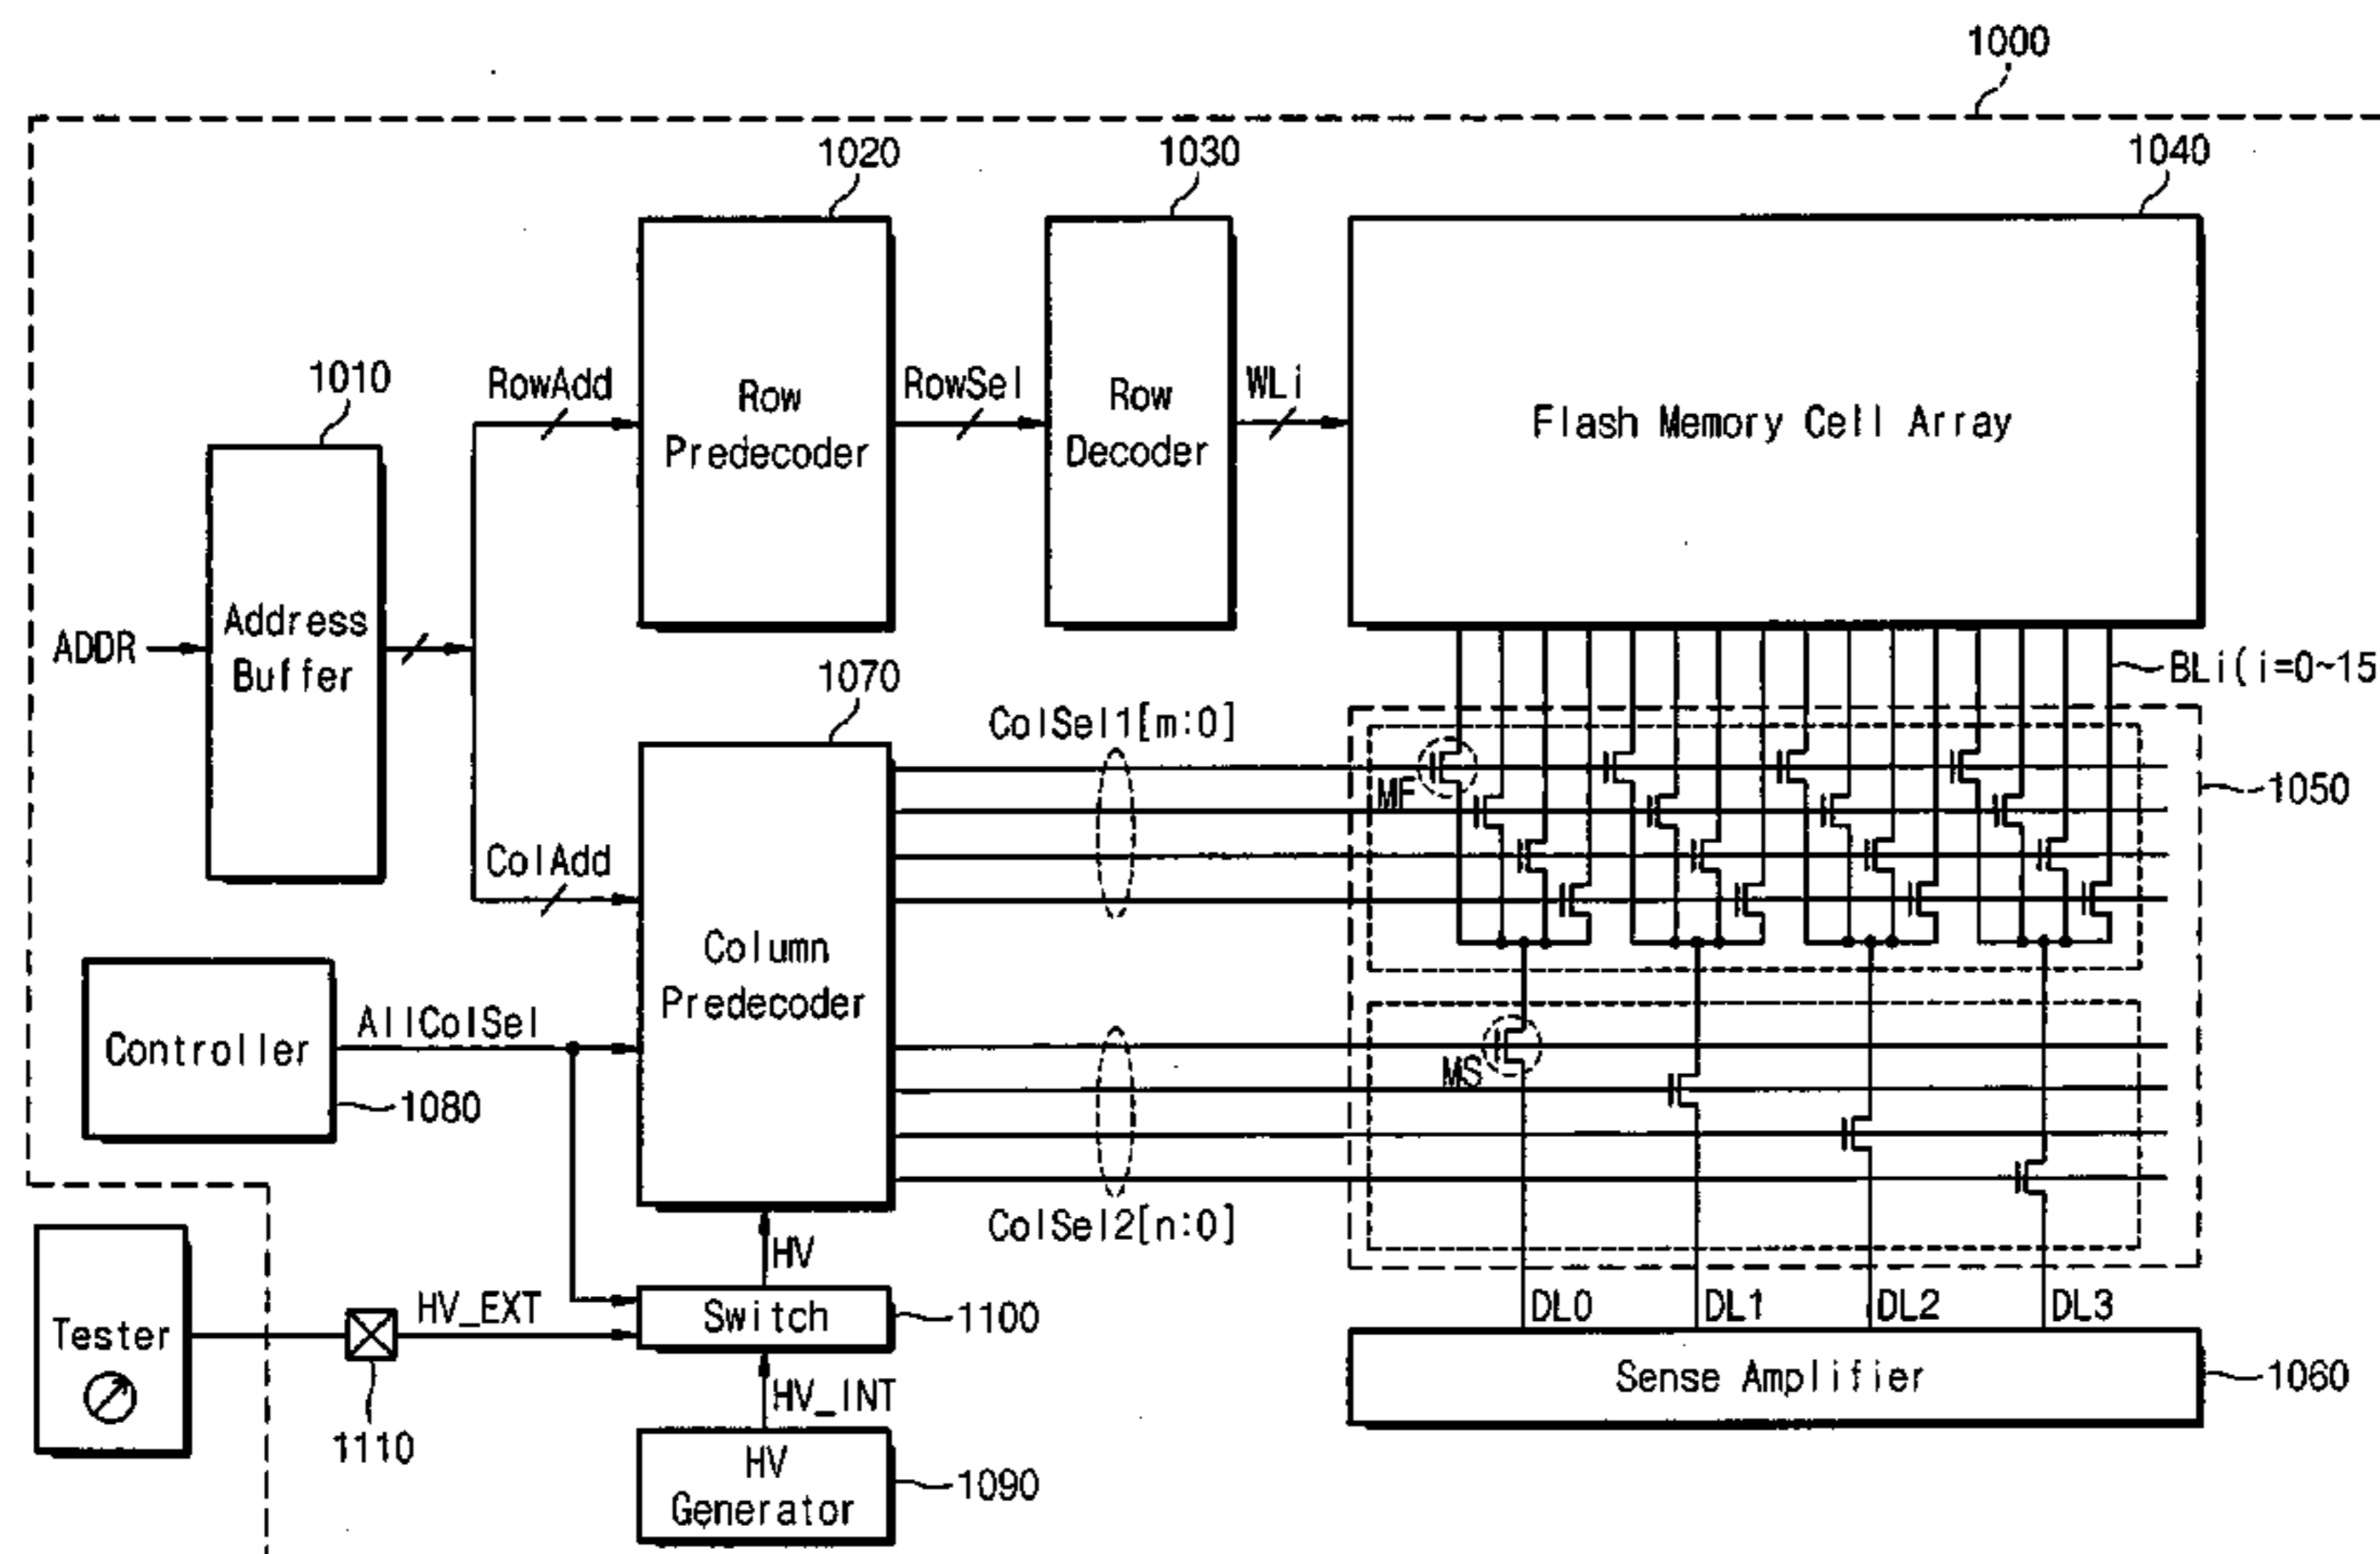 1000
1020
1030
1040
1010
RowAdd
Row
Predecoder
RowSel
Row
Decoder
WLi
Flash Memory Cell Array
ADDR
Address
Buffer
1070
BLi(i=0~15
ColSel1[m:0]
MF
1050
ColAdd
Column
Predecoder
Controller
AllColSel
1080
MS
ColSel2[n:0]
HV
Tester
HV_EXT
Switch
1100
DL0
DL1
DL2
DL3
1110
HV_INT
Sense Amplifier
1060
HV
Generator
1090